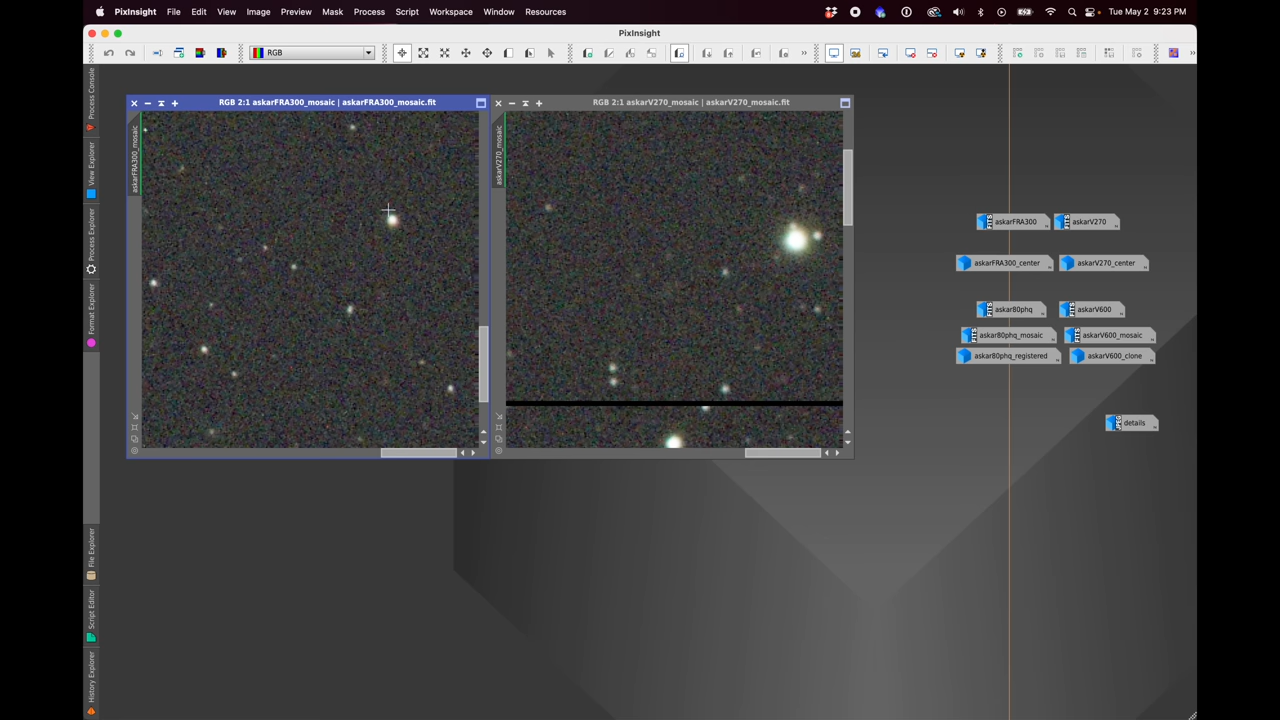 PixInsight File Edit View Image Preview Mask Process Script Workspace Window Resources Tue May 2 9:23 PM
PixInsight
RGB
Process Console
View Explorer
Process Explorer
Format Explorer
File Explorer
Script Editor
History Explorer
RGB 2:1 askarFRA300_mosaic | askarFRA300_mosaic.fit
askarFRA300_mosaic
RGB 2:1 askarV270_mosaic | askarV270_mosaic.fit
askarV270_mosaic
askarFRA300 askarV270
askarFRA300_center askarV270_center
askar80phq askarV600
askar80phq_mosaic askarV600_mosaic
askar80phq_registered askarV600_clone
details